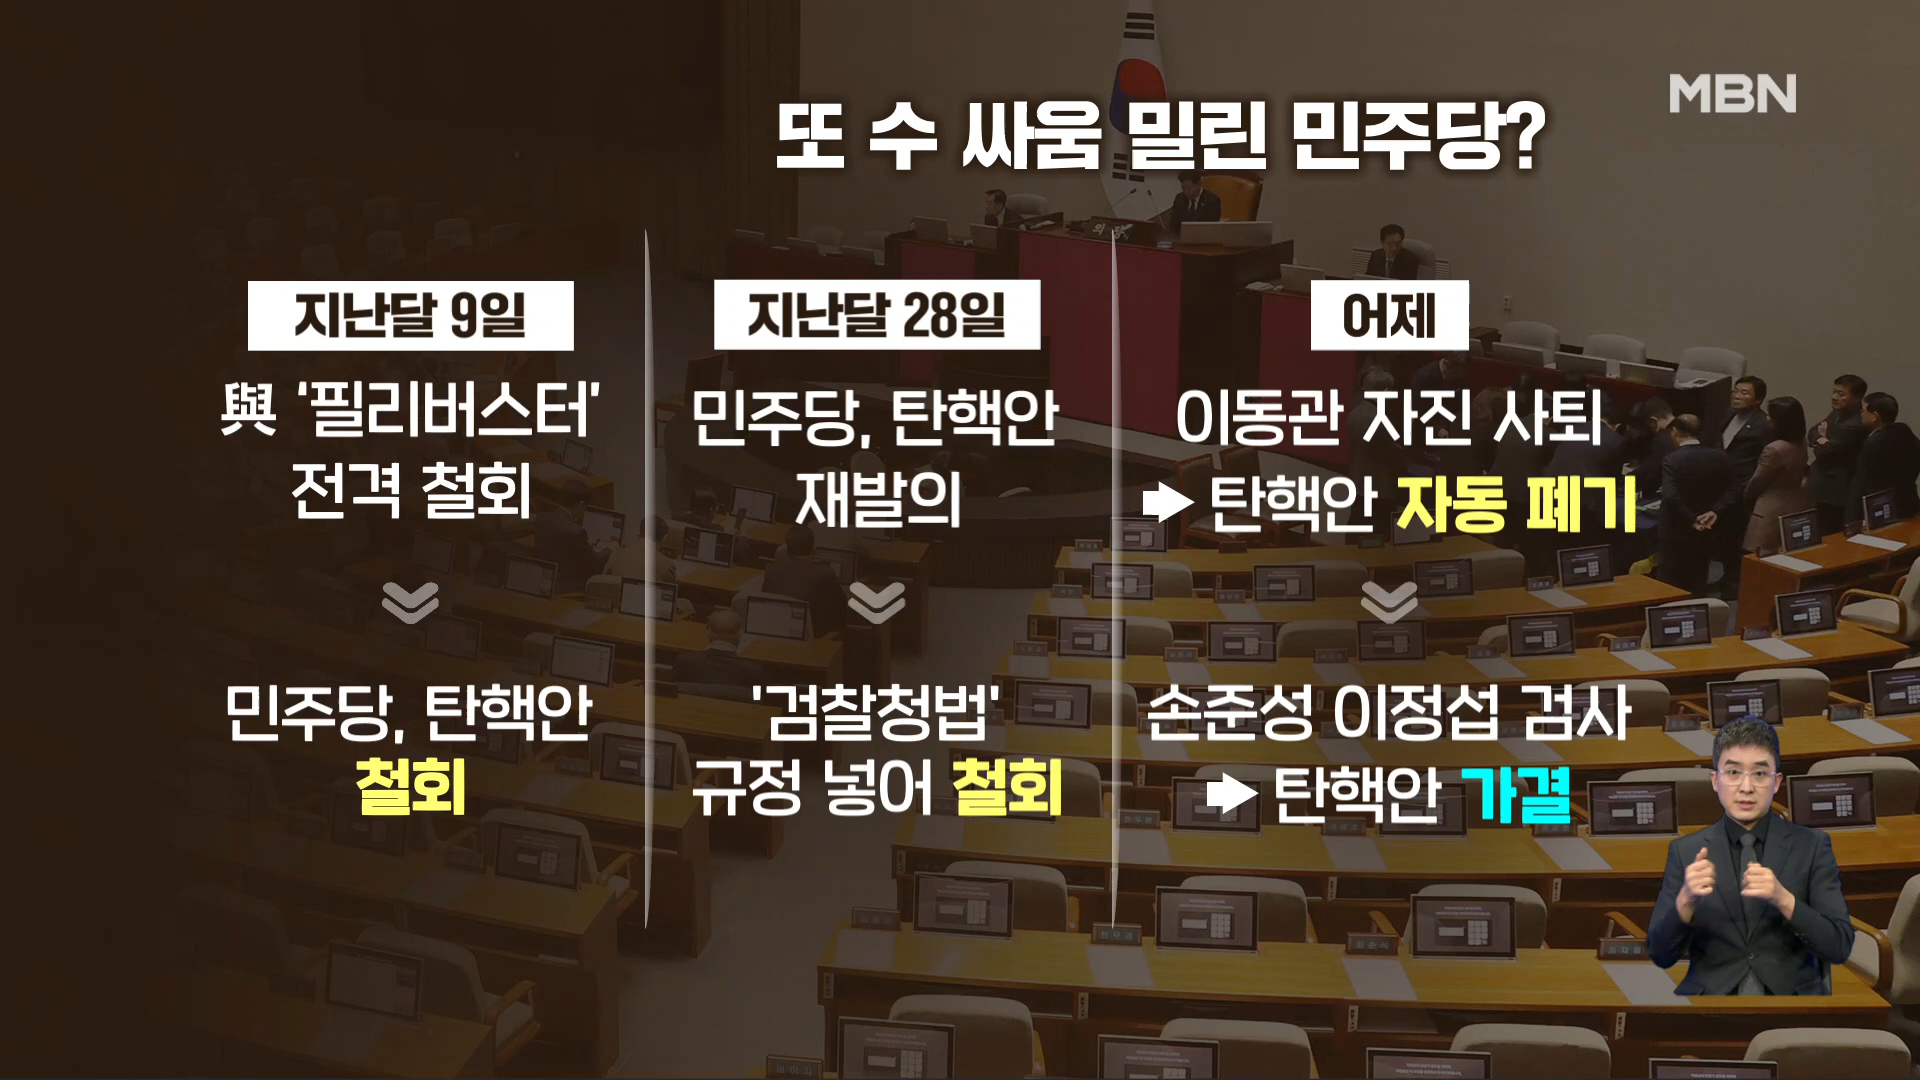 MBN
또 수 싸움 밀린 민주당?
지난달 9일
與 ‘필리버스터’
전격 철회
민주당, 탄핵안
철회
지난달 28일
민주당, 탄핵안
재발의
'검찰청법'
규정 넣어 철회
어제
이동관 자진 사퇴
탄핵안 자동 폐기
손준성 이정섭 검사
탄핵안 가결